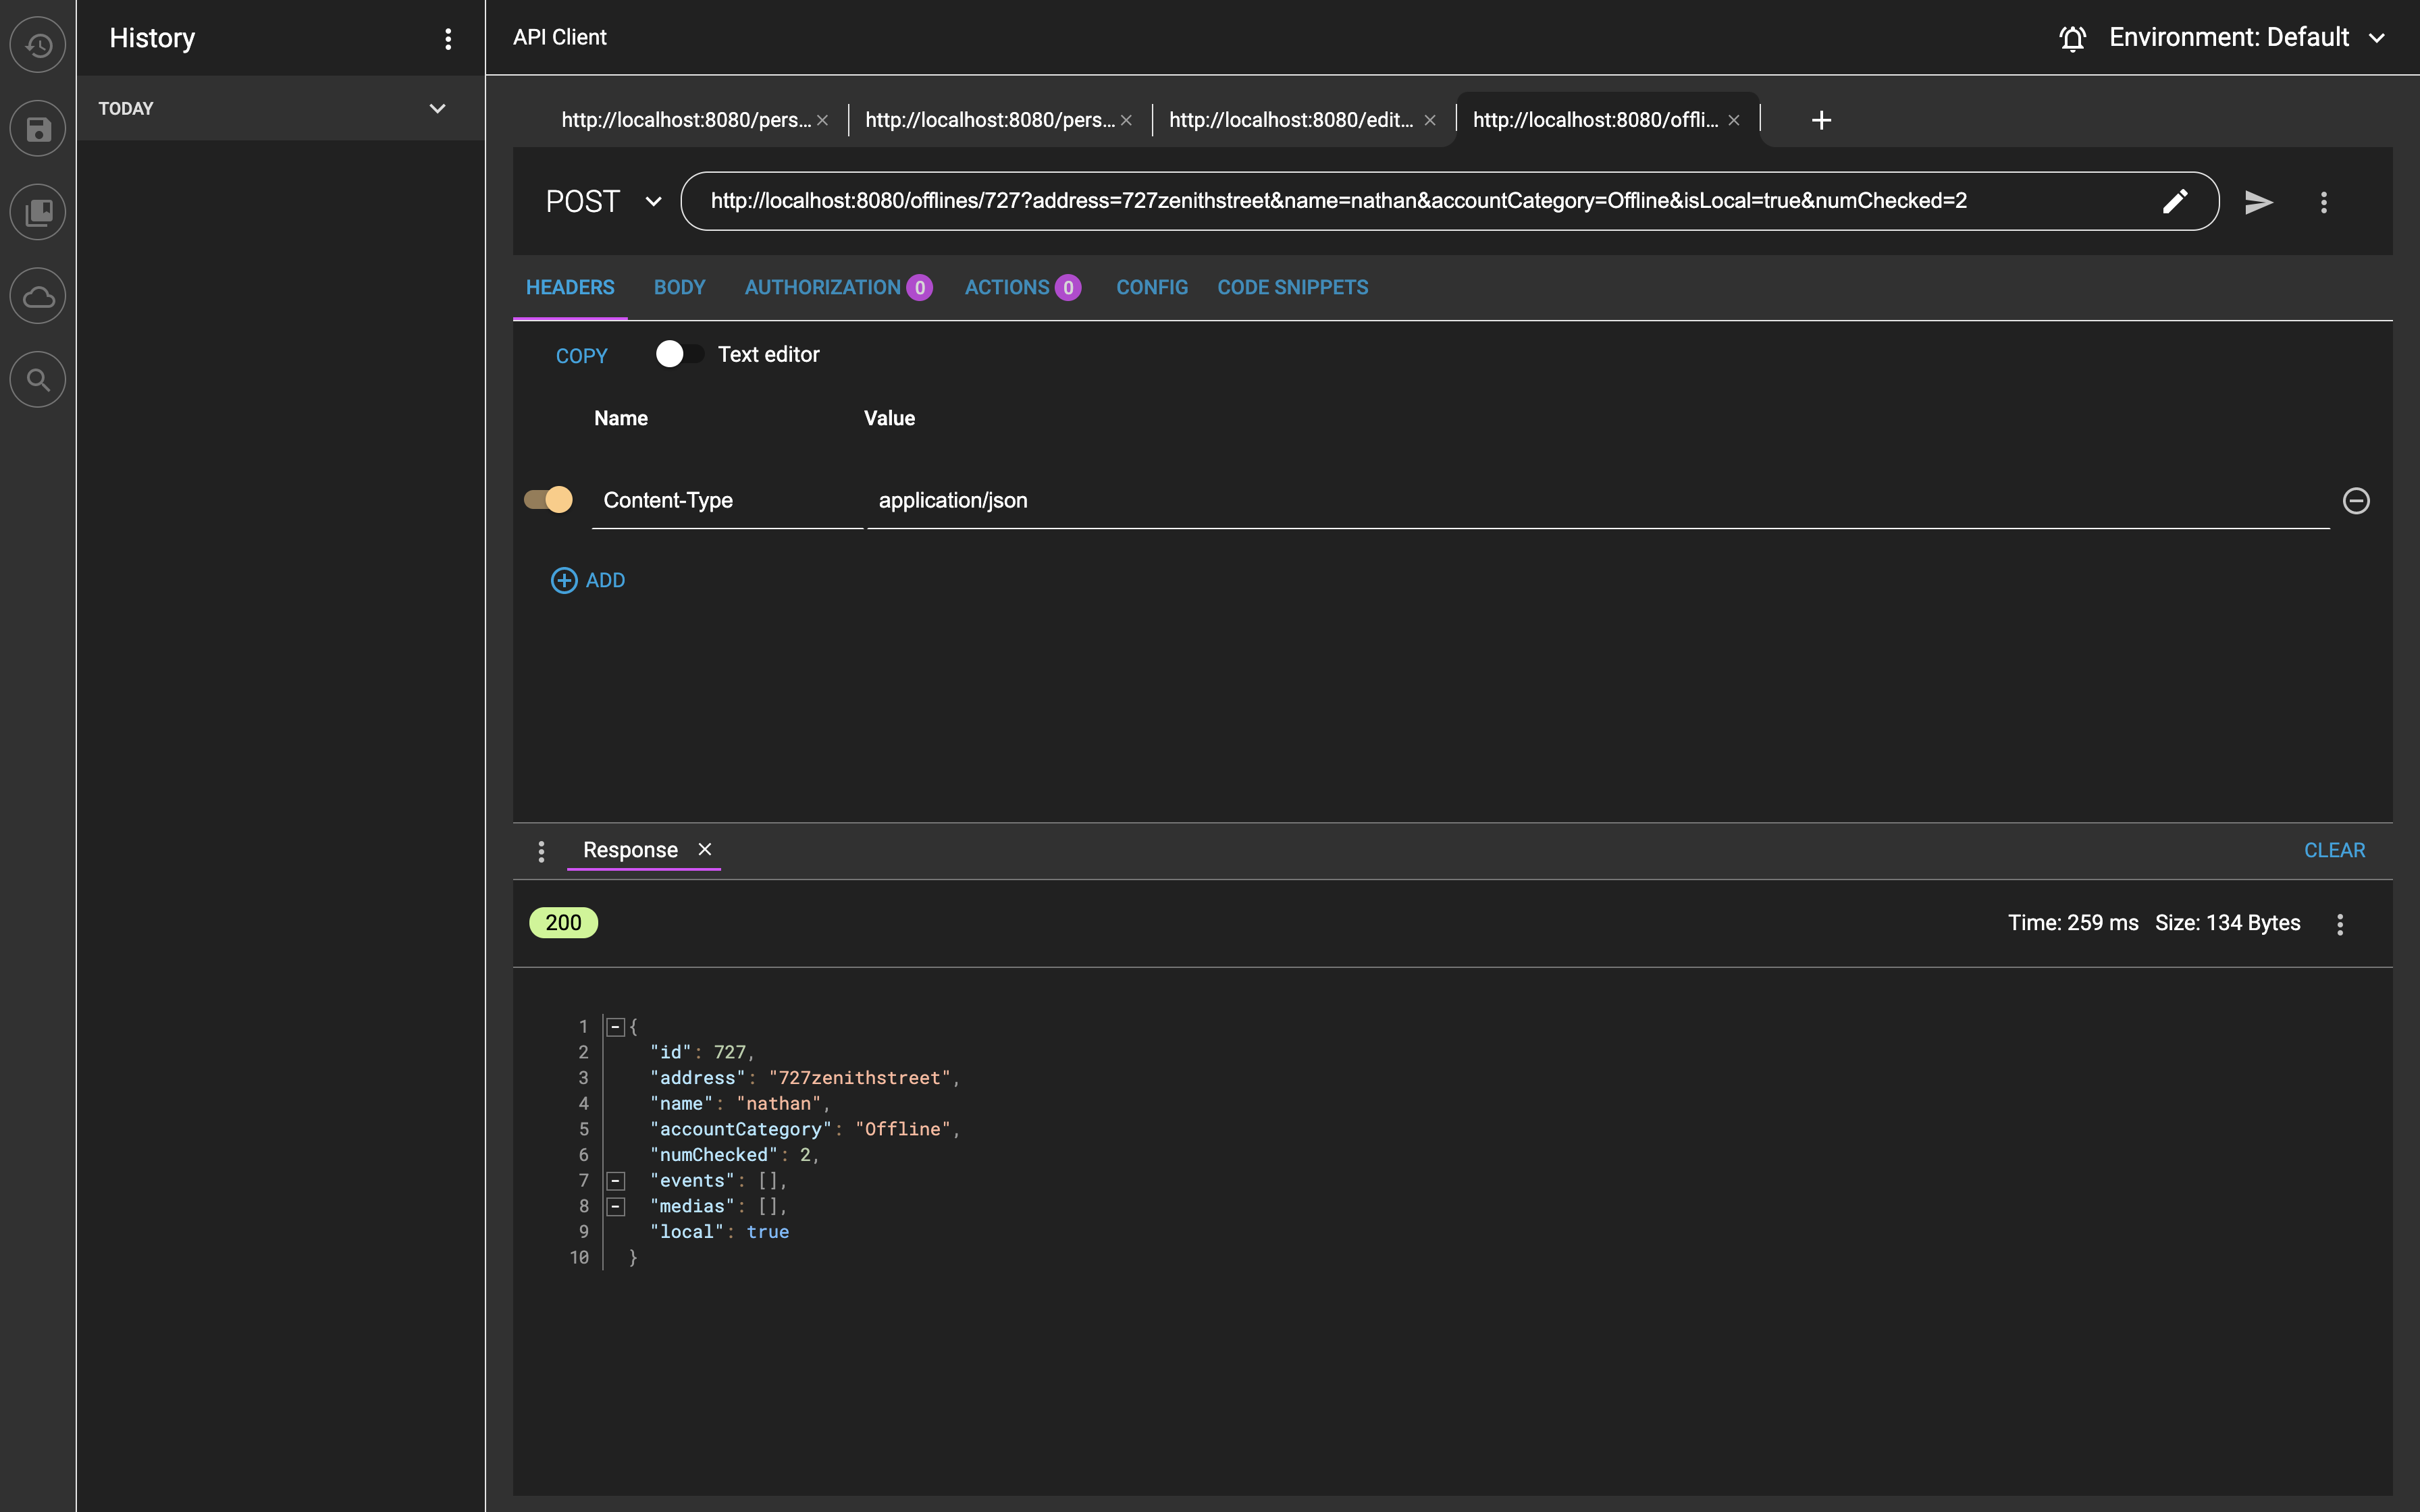 History
TODAY
API Client
Environment: Default
http://localhost:8080/pers...
http://localhost:8080/pers...
http://localhost:8080/edit...
http://localhost:8080/offli...
POST
http://localhost:8080/offlines/727?address=727zenithstreet&name=nathan&accountCategory=Offline&isLocal=true&numChecked=2
HEADERS BODY AUTHORIZATION 0 ACTIONS 0 CONFIG CODE SNIPPETS
COPY Text editor
Name Value
Content-Type application/json
ADD
Response CLEAR
200 Time: 259 ms Size: 134 Bytes
1 {
2 "id": 727,
3 "address": "727zenithstreet",
4 "name": "nathan",
5 "accountCategory": "Offline",
6 "numChecked": 2,
7 "events": [],
8 "medias": [],
9 "local": true
10 }